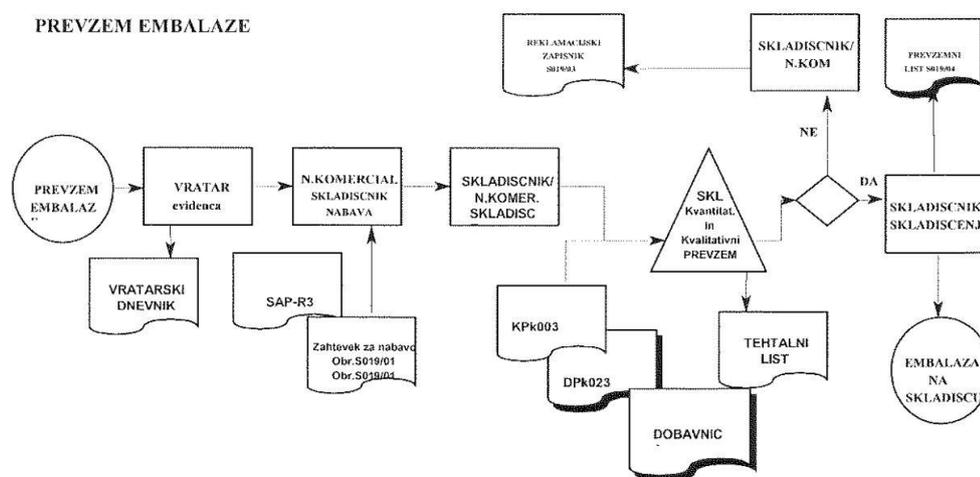 PREVZEM EMBALAZE
REKLAMACIJSKI
ZAPISNIK
S019/03
SKLADISCNIK/
N.KOM
PREVZEMNI
LIST S019/04
NE
DA
PREVZEM
EMBALAZ
VRATAR
evidenca
N.KOMERCIAL
SKLADISCNIK
NABAVA
SKLADISCNIK/
N.KOMER.
SKLADISC
SKL
Kvantitat.
In
Kvalitativni
PREVZEM
SKLADISCNIK
SKLADISCENJ
VRATARSKI
DNEVNIK
SAP-R3
Zahtevek za nabavo
Obr.S019/01
Obr.S019/01
KPk003
DPk023
DOBAVNIC
TEHTALNI
LIST
EMBALAZA
NA
SKLADISCU